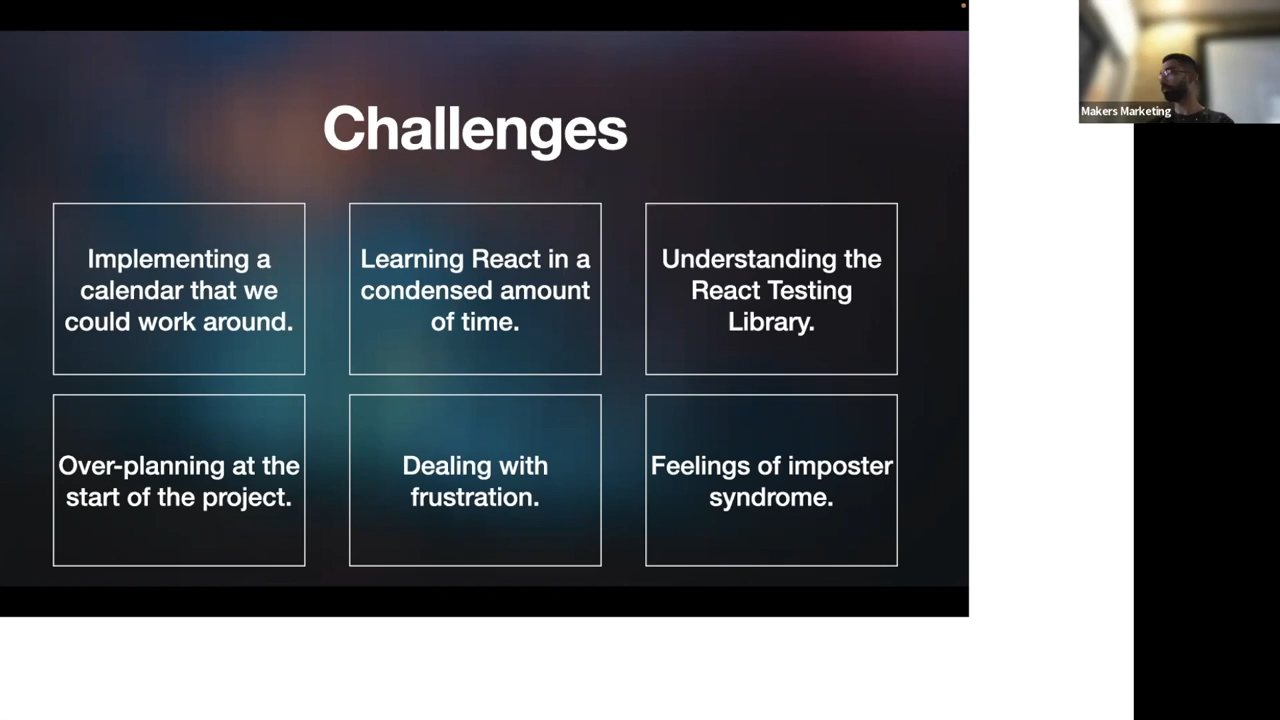 Challenges
Implementing a
calendar that we
could work around.
Learning React in a
condensed amount
of time.
Understanding the
React Testing
Library.
Over-planning at the
start of the project.
Dealing with
frustration.
Feelings of imposter
syndrome.
Makers Marketing